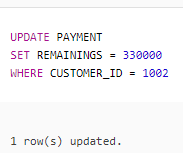 UPDATE PAYMENT
SET REMAININGS = 330000
WHERE CUSTOMER_ID = 1002
1 row(s) updated.